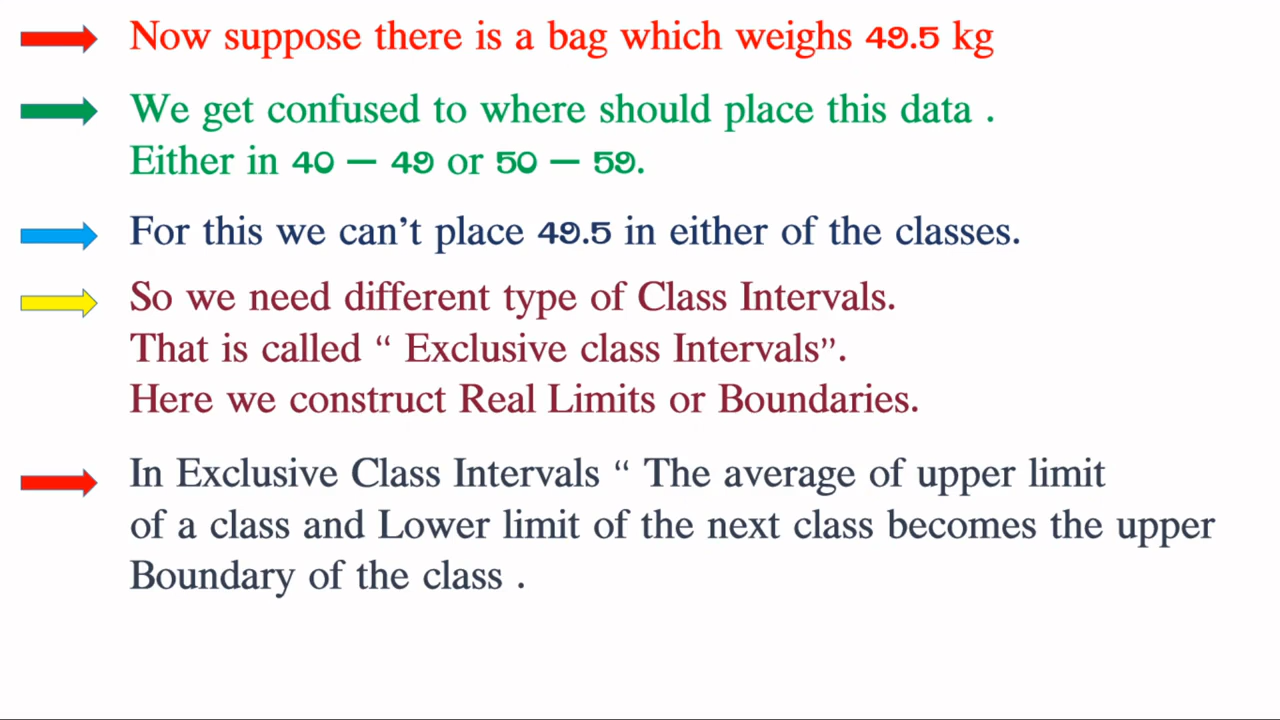 Now suppose there is a bag which weighs 49.5 kg
We get confused to where should place this data .
Either in 40 – 49 or 50 – 59.
For this we can’t place 49.5 in either of the classes.
So we need different type of Class Intervals.
That is called “ Exclusive class Intervals”.
Here we construct Real Limits or Boundaries.
In Exclusive Class Intervals “ The average of upper limit
of a class and Lower limit of the next class becomes the upper
Boundary of the class .